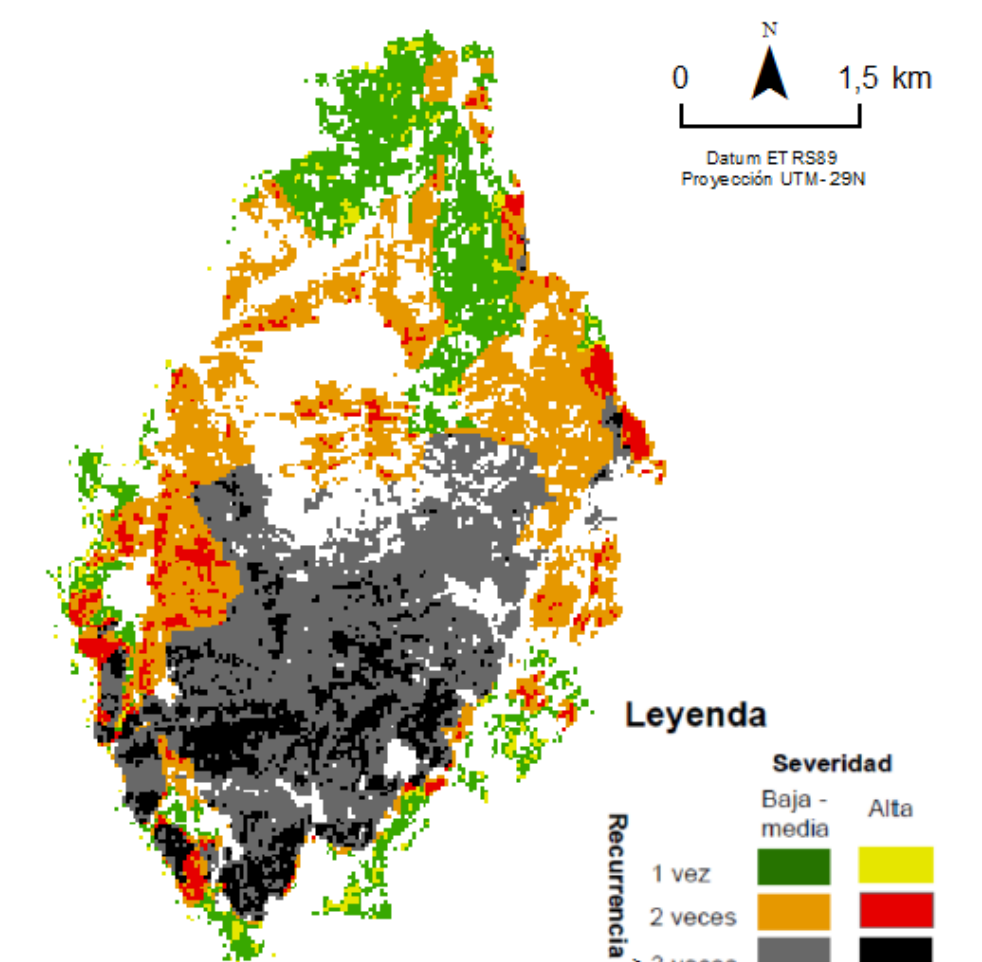 N
0 1,5 km
Datum ETRS89
Proyección UTM-29N
Leyenda
Severidad
Baja -
media
Alta
Recurrencia
1 vez
2 veces